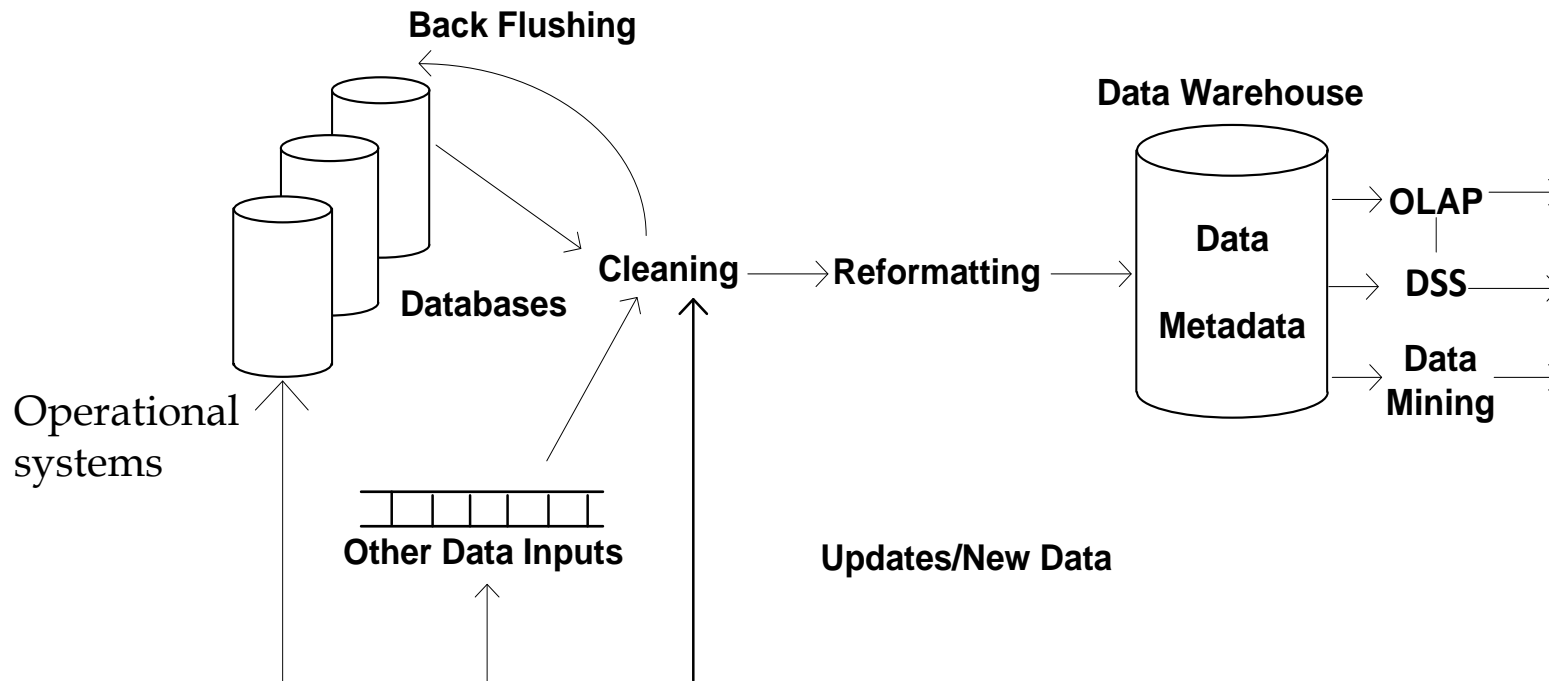 Back Flushing
Data Warehouse
OLAP
Data
Cleaning
Reformatting
DSS
Databases
Metadata
Data
Mining
Operational
systems
Other Data Inputs
Updates/New Data